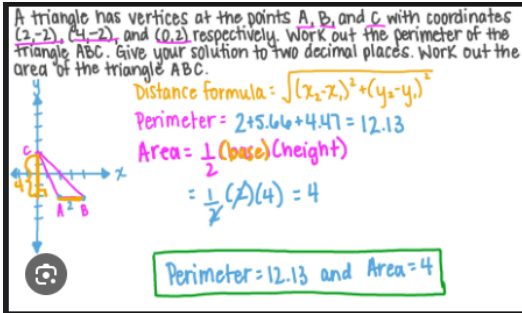 A triangle has vertices at the points A, B, and C with coordinates
(2,-2), (4,-2), and (0,2) respectively. Work out the perimeter of the
triangle ABC. Give your solution to two decimal places. Work out the
area of the triangle ABC.
Distance formula = √(x₂-x₁)²+(y₂-y₁)²
Perimeter = 2+5.66+4.47 = 12.13
Area = 1/2 (base)(height)
= 1/2 (2)(4) = 4
y
C
x
4
A 2 B
Perimeter = 12.13 and Area = 4